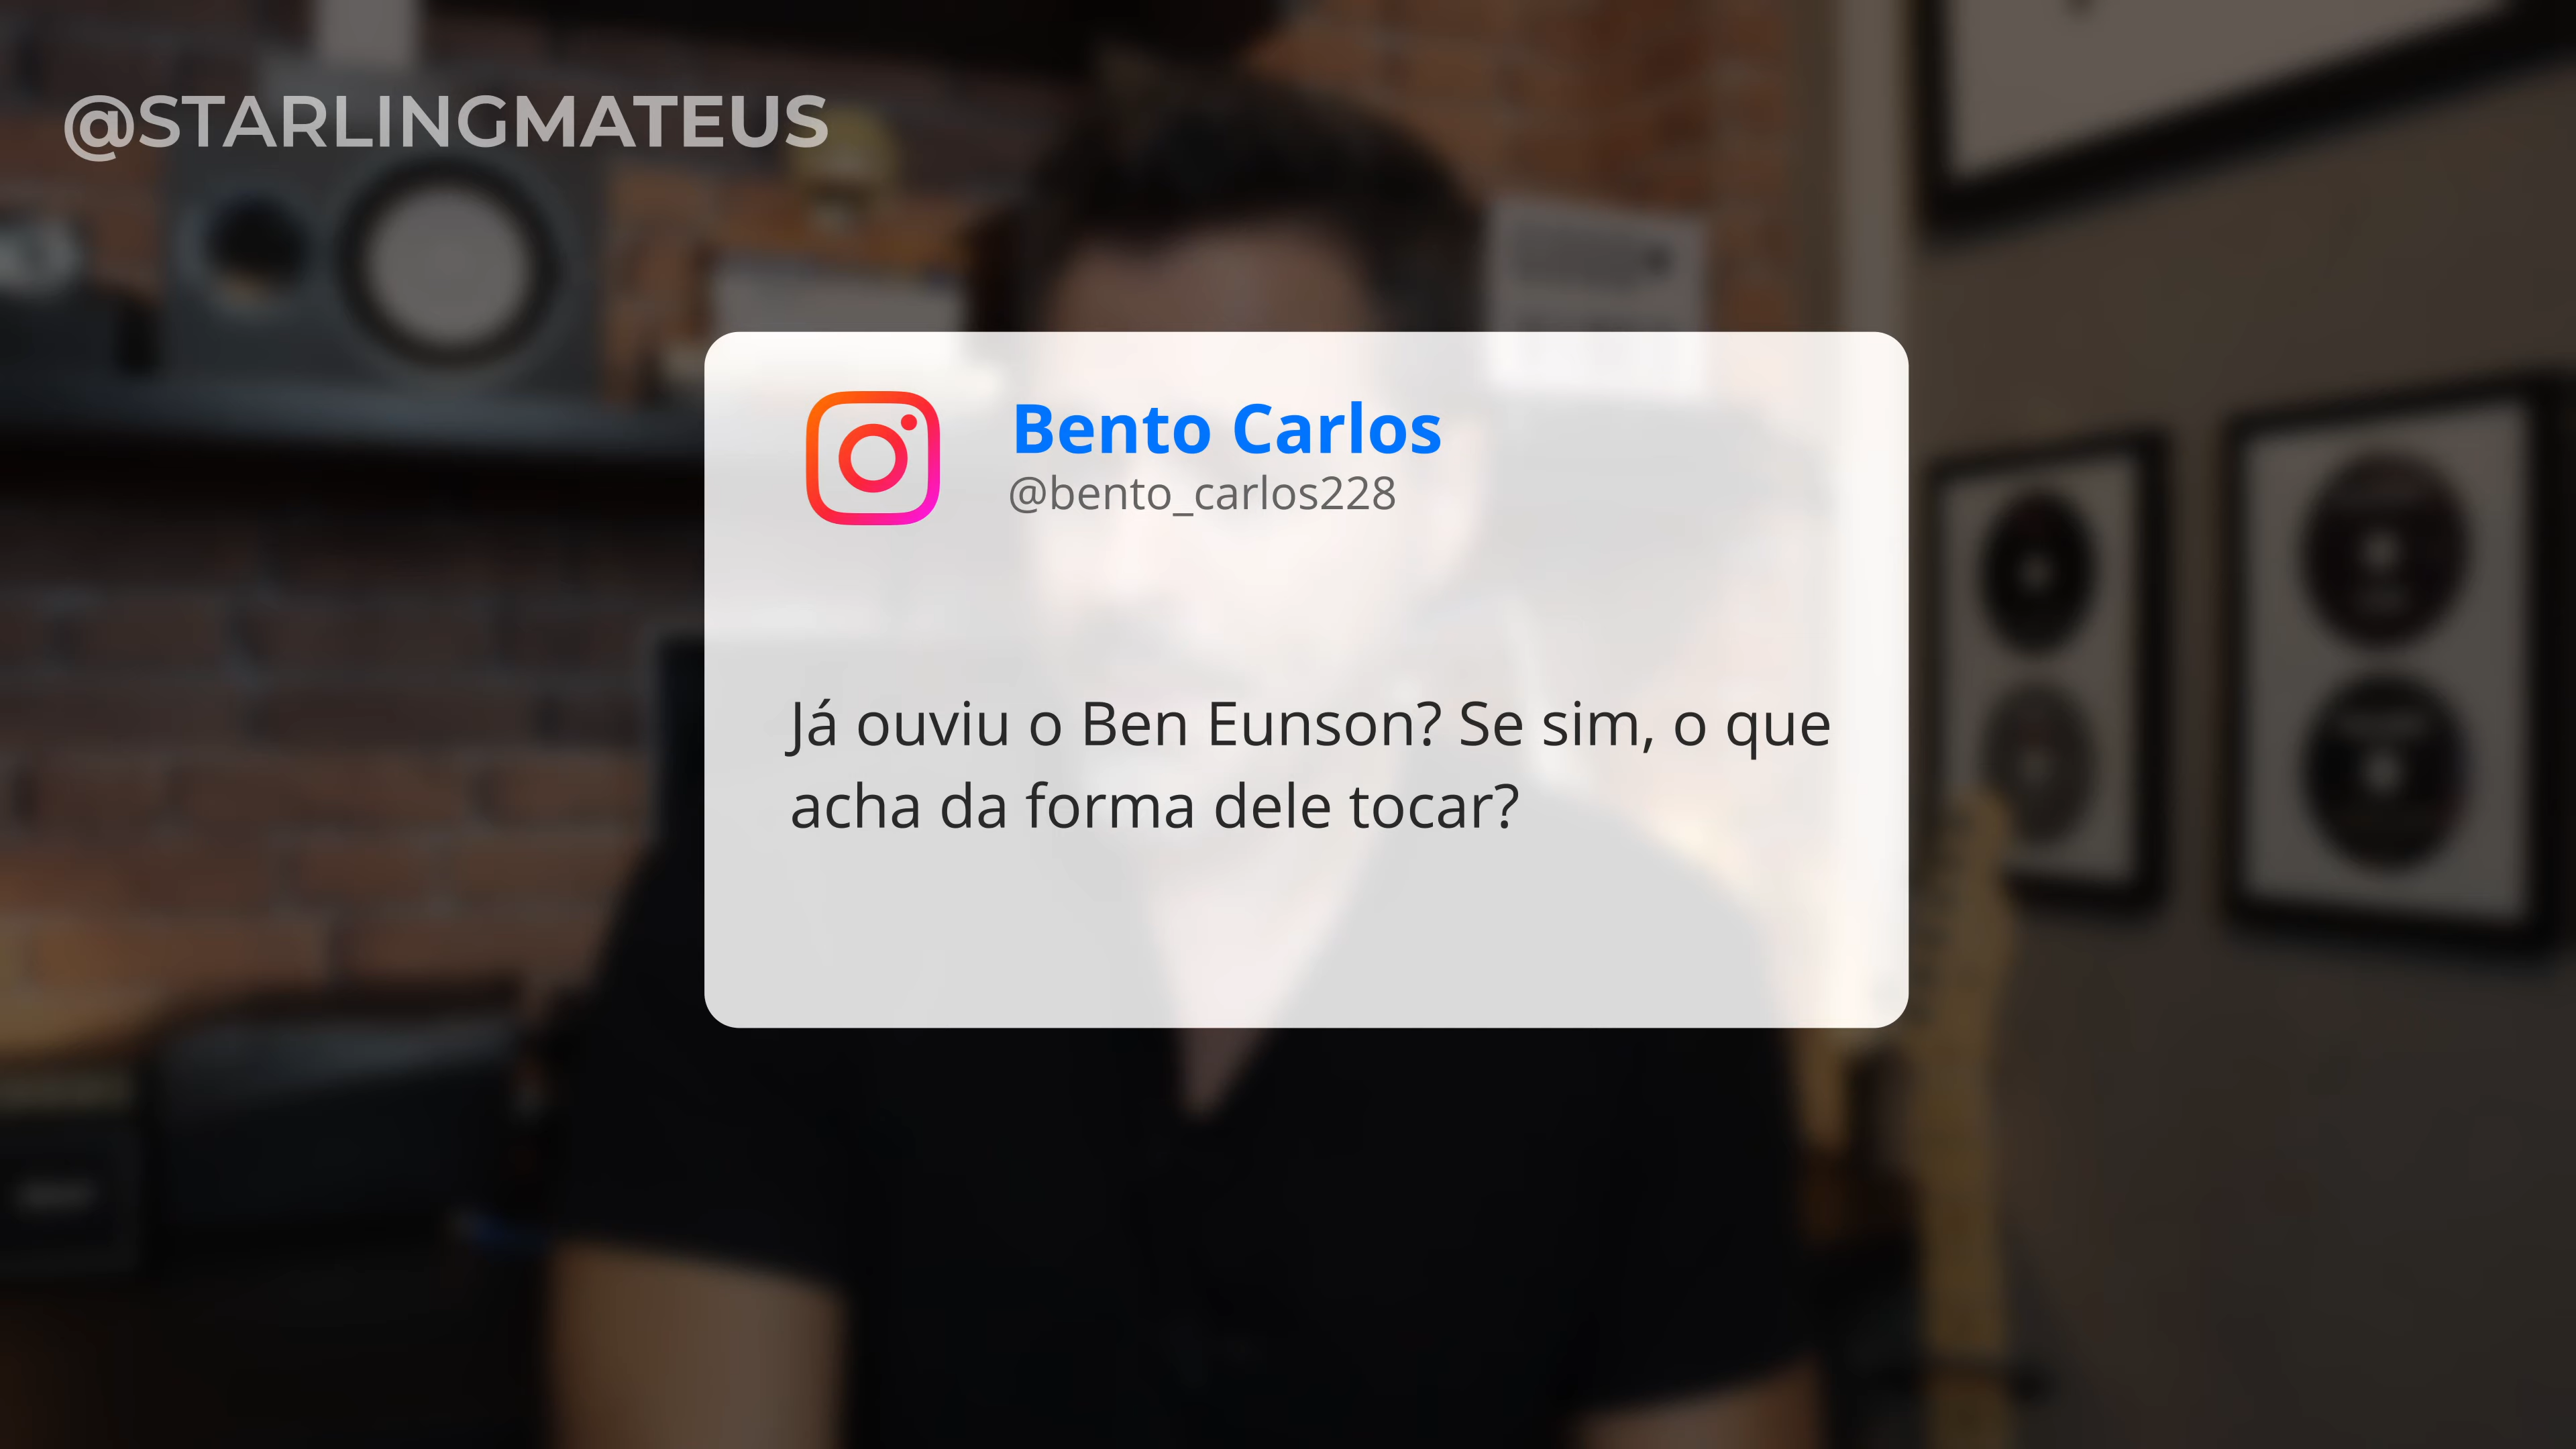 @STARLINGMATEUS
Bento Carlos
@bento_carlos228
Já ouviu o Ben Eunson? Se sim, o que
acha da forma dele tocar?